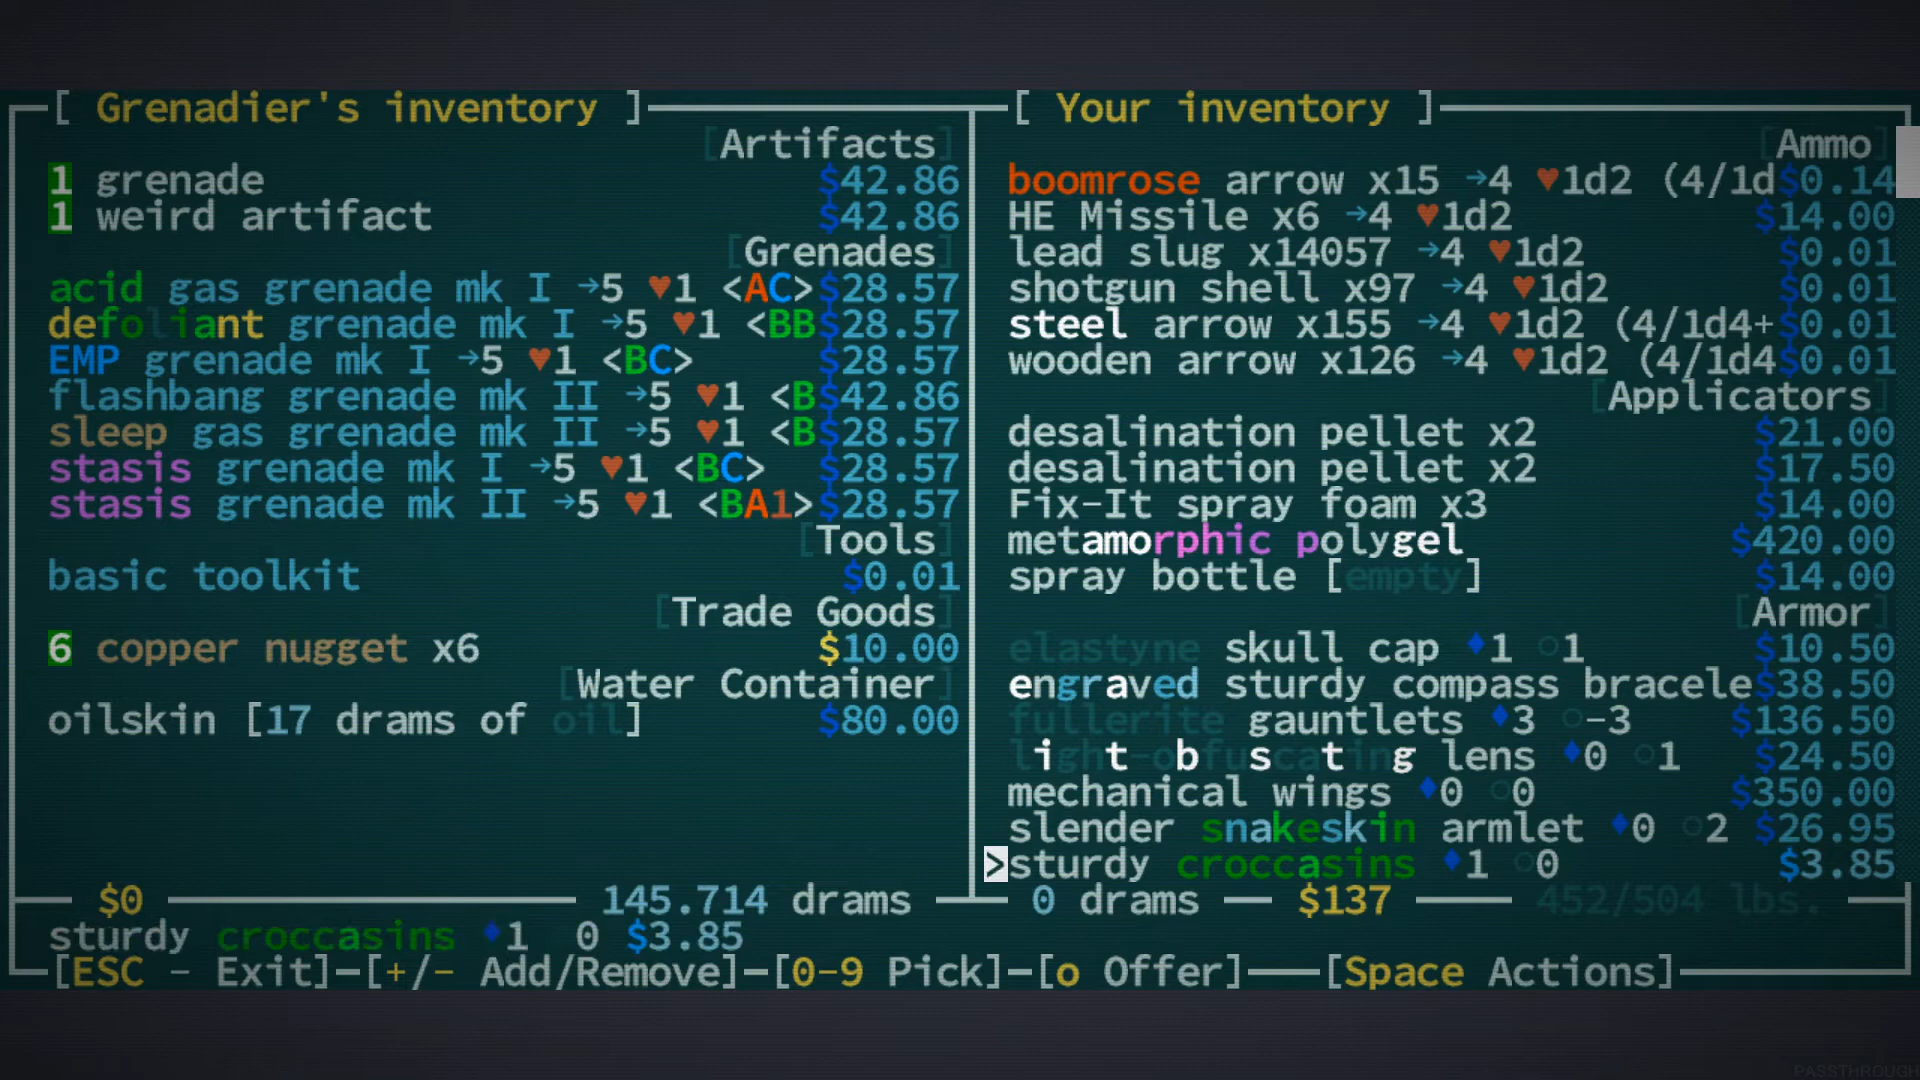 [ Grenadier's inventory ]
[Artifacts]
1 grenade $42.86
1 weird artifact $42.86
[Grenades]
acid gas grenade mk I →5 ♥1 <AC> $28.57
defoliant grenade mk I →5 ♥1 <BB $28.57
EMP grenade mk I →5 ♥1 <BC> $28.57
flashbang grenade mk II →5 ♥1 <B $42.86
sleep gas grenade mk II →5 ♥1 <B $28.57
stasis grenade mk I →5 ♥1 <BC> $28.57
stasis grenade mk II →5 ♥1 <BA1> $28.57
[Tools]
basic toolkit $0.01
[Trade Goods]
6 copper nugget x6 $10.00
[Water Container]
oilskin [17 drams of oil] $80.00
$0 145.714 drams
[ Your inventory ]
[Ammo]
boomrose arrow x15 →4 ♥1d2 (4/1d $0.14
HE Missile x6 →4 ♥1d2 $14.00
lead slug x14057 →4 ♥1d2 $0.01
shotgun shell x97 →4 ♥1d2 $0.01
steel arrow x155 →4 ♥1d2 (4/1d4+ $0.01
wooden arrow x126 →4 ♥1d2 (4/1d4 $0.01
[Applicators]
desalination pellet x2 $21.00
desalination pellet x2 $17.50
Fix-It spray foam x3 $14.00
metamorphic polygel $420.00
spray bottle [empty] $14.00
[Armor]
elastyne skull cap ♦1 ○1 $10.50
engraved sturdy compass bracele $38.50
fullerite gauntlets ♦3 ○-3 $136.50
light-obfuscating lens ♦0 ○1 $24.50
mechanical wings ♦0 ○0 $350.00
slender snakeskin armlet ♦0 ○2 $26.95
>sturdy croccasins ♦1 ○0 $3.85
0 drams $137 452/504 lbs.
sturdy croccasins ♦1 0 $3.85
[ESC - Exit] [+/- Add/Remove] [0-9 Pick] [o Offer] [Space Actions]
PASSTHROUGH